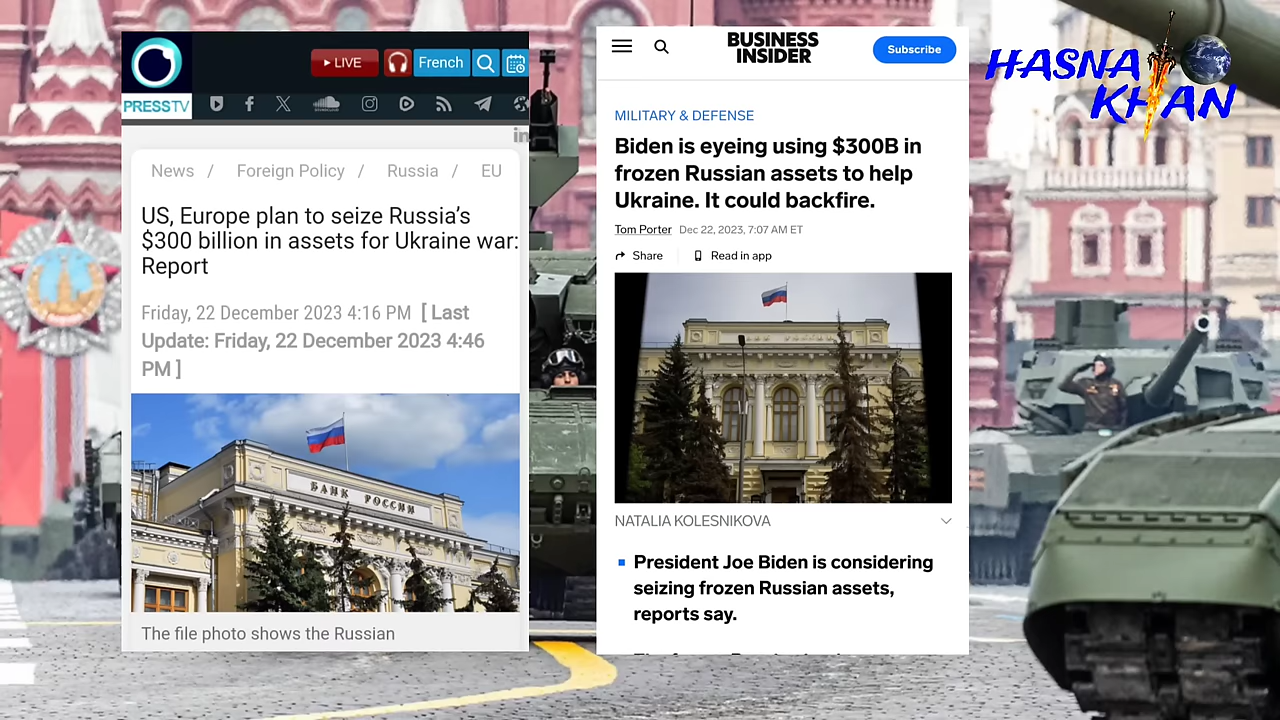 PRESSTV
LIVE
French
News / Foreign Policy / Russia / EU
US, Europe plan to seize Russia's
$300 billion in assets for Ukraine war:
Report
Friday, 22 December 2023 4:16 PM [ Last
Update: Friday, 22 December 2023 4:46
PM ]
БАНК РОССИИ
The file photo shows the Russian
BUSINESS
INSIDER
Subscribe
MILITARY & DEFENSE
Biden is eyeing using $300B in
frozen Russian assets to help
Ukraine. It could backfire.
Tom Porter Dec 22, 2023, 7:07 AM ET
Share Read in app
NATALIA KOLESNIKOVA
President Joe Biden is considering
seizing frozen Russian assets,
reports say.
HASNA
KHAN